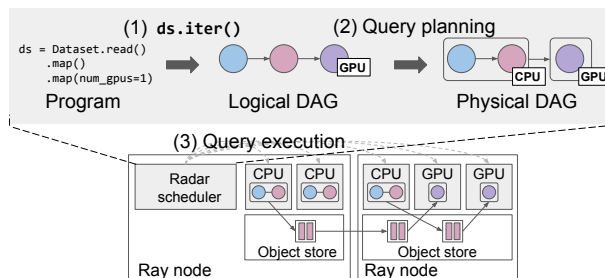 (1) ds.iter()
(2) Query planning
ds = Dataset.read()
.map()
.map(num_gpus=1)
GPU
CPU
GPU
Program
Logical DAG
Physical DAG
(3) Query execution
Radar
scheduler
CPU
CPU
CPU
GPU
GPU
Object store
Object store
Ray node
Ray node